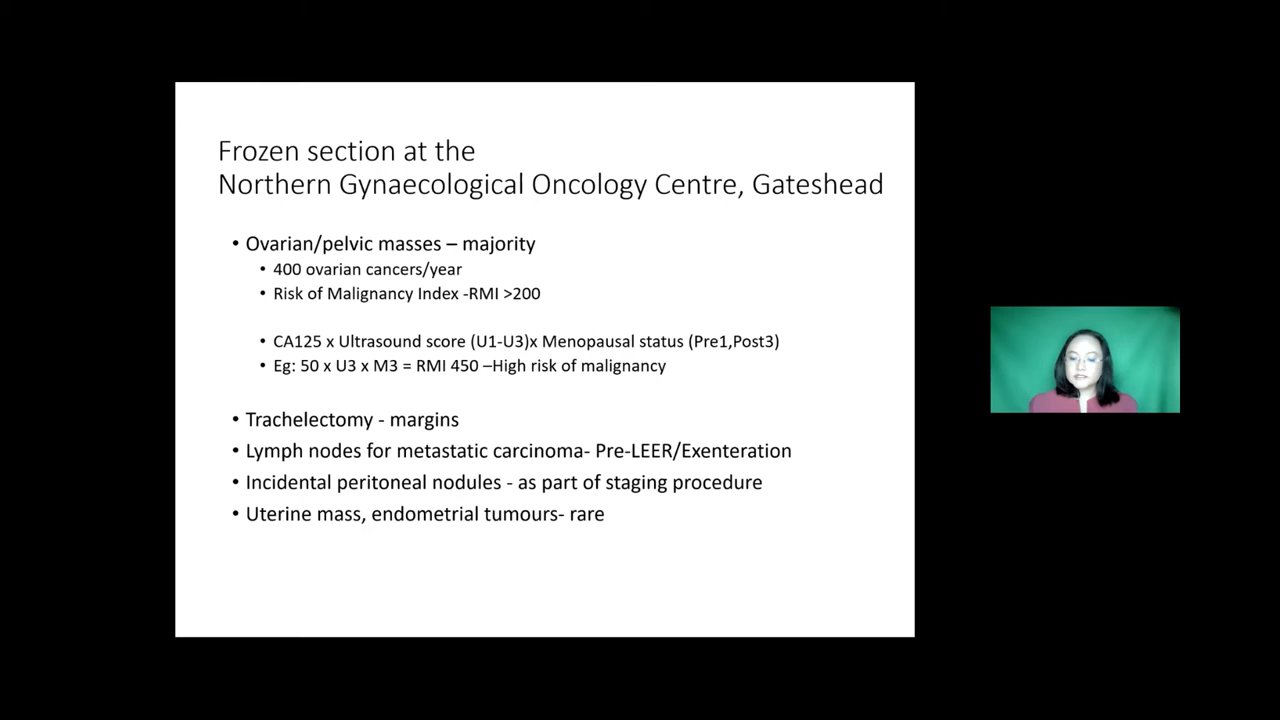 Frozen section at the
Northern Gynaecological Oncology Centre, Gateshead
• Ovarian/pelvic masses – majority
• 400 ovarian cancers/year
• Risk of Malignancy Index -RMI >200
• CA125 x Ultrasound score (U1-U3)x Menopausal status (Pre1,Post3)
• Eg: 50 x U3 x M3 = RMI 450 –High risk of malignancy
• Trachelectomy - margins
• Lymph nodes for metastatic carcinoma- Pre-LEER/Exenteration
• Incidental peritoneal nodules - as part of staging procedure
• Uterine mass, endometrial tumours- rare